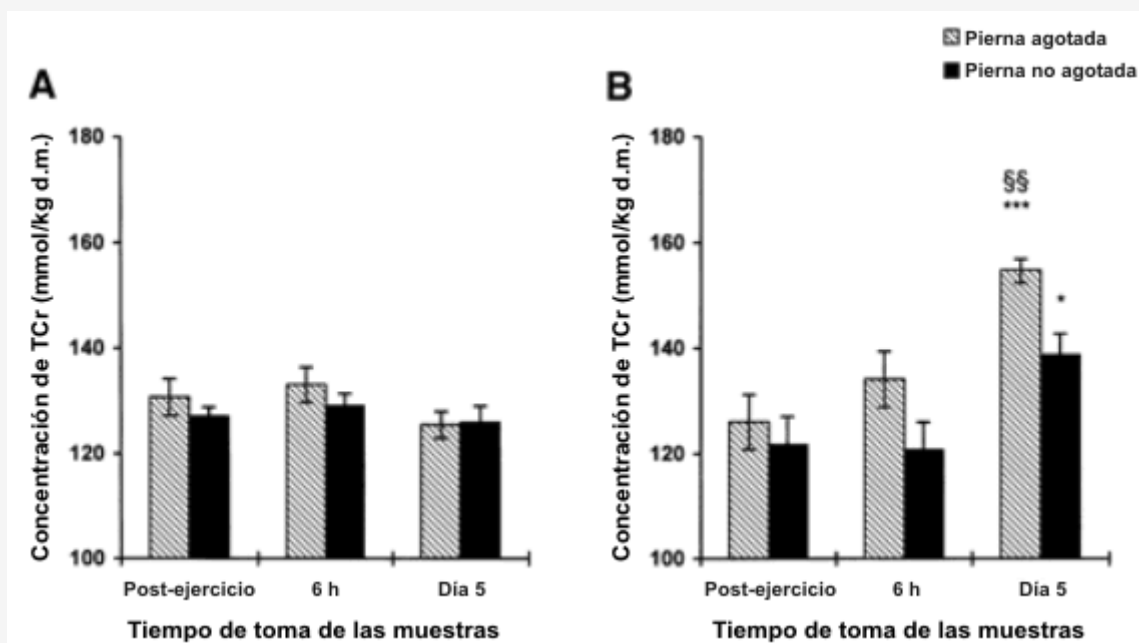 Pierna agotada
Pierna no agotada
A
B
Concentración de TCr (mmol/kg d.m.)
180
160
140
120
100
Post-ejercicio
6 h
Día 5
Tiempo de toma de las muestras
Concentración de TCr (mmol/kg d.m.)
180
160
140
120
100
§§
***
*
Post-ejercicio
6 h
Día 5
Tiempo de toma de las muestras